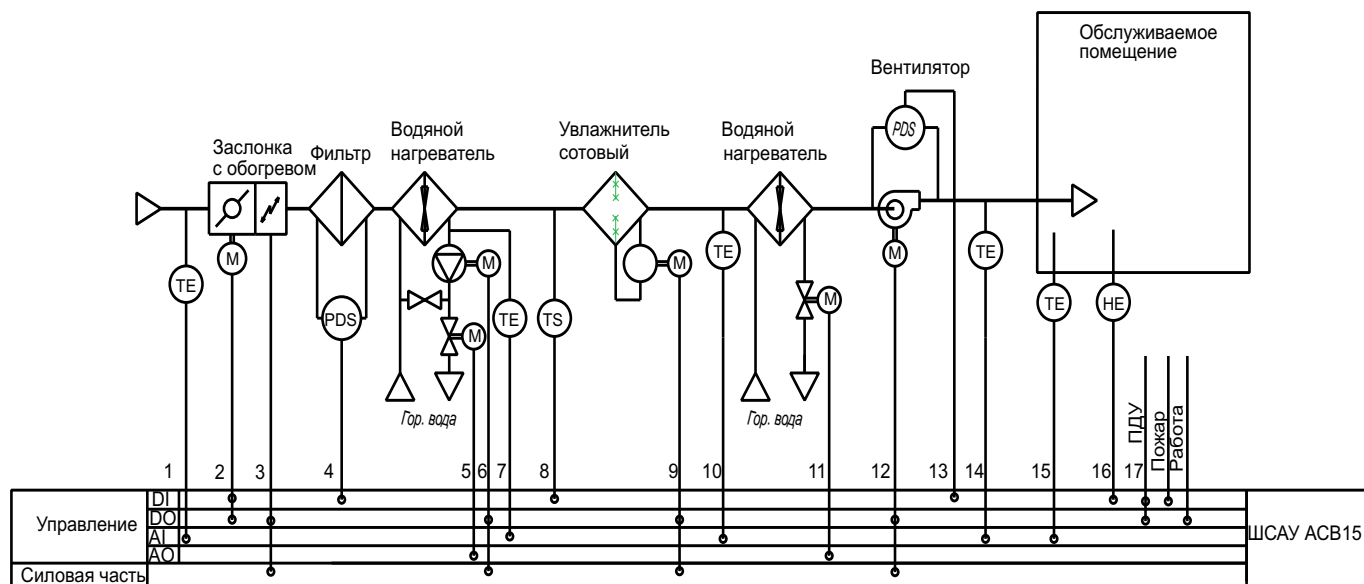 Обслуживаемое
помещение
Вентилятор
PDS
Водяной
нагреватель
Увлажнитель
сотовый
Водяной
нагреватель
Заслонка
с обогревом
Фильтр
M
M
M
TE
M
TE
TE
TE
HE
M
PDS
M
TE
TS
Гор. вода
Гор. вода
ПДУ
Пожар
Работа
1
2
3
4
5
6
7
8
9
10
11
12
13
14
15
16
17
Управление
DI
DO
AI
AO
Силовая часть
ШСАУ АСВ15